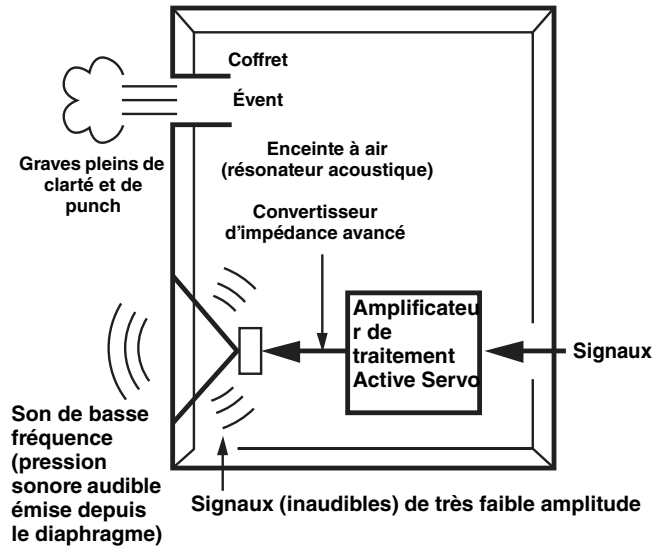 Coffret
Évent
Graves pleins de
clarté et de
punch
Enceinte à air
(résonateur acoustique)
Convertisseur
d'impédance avancé
Amplificateu
r de
traitement
Active Servo
Signaux
Son de basse
fréquence
(pression
sonore audible
émise depuis
le diaphragme)
Signaux (inaudibles) de très faible amplitude